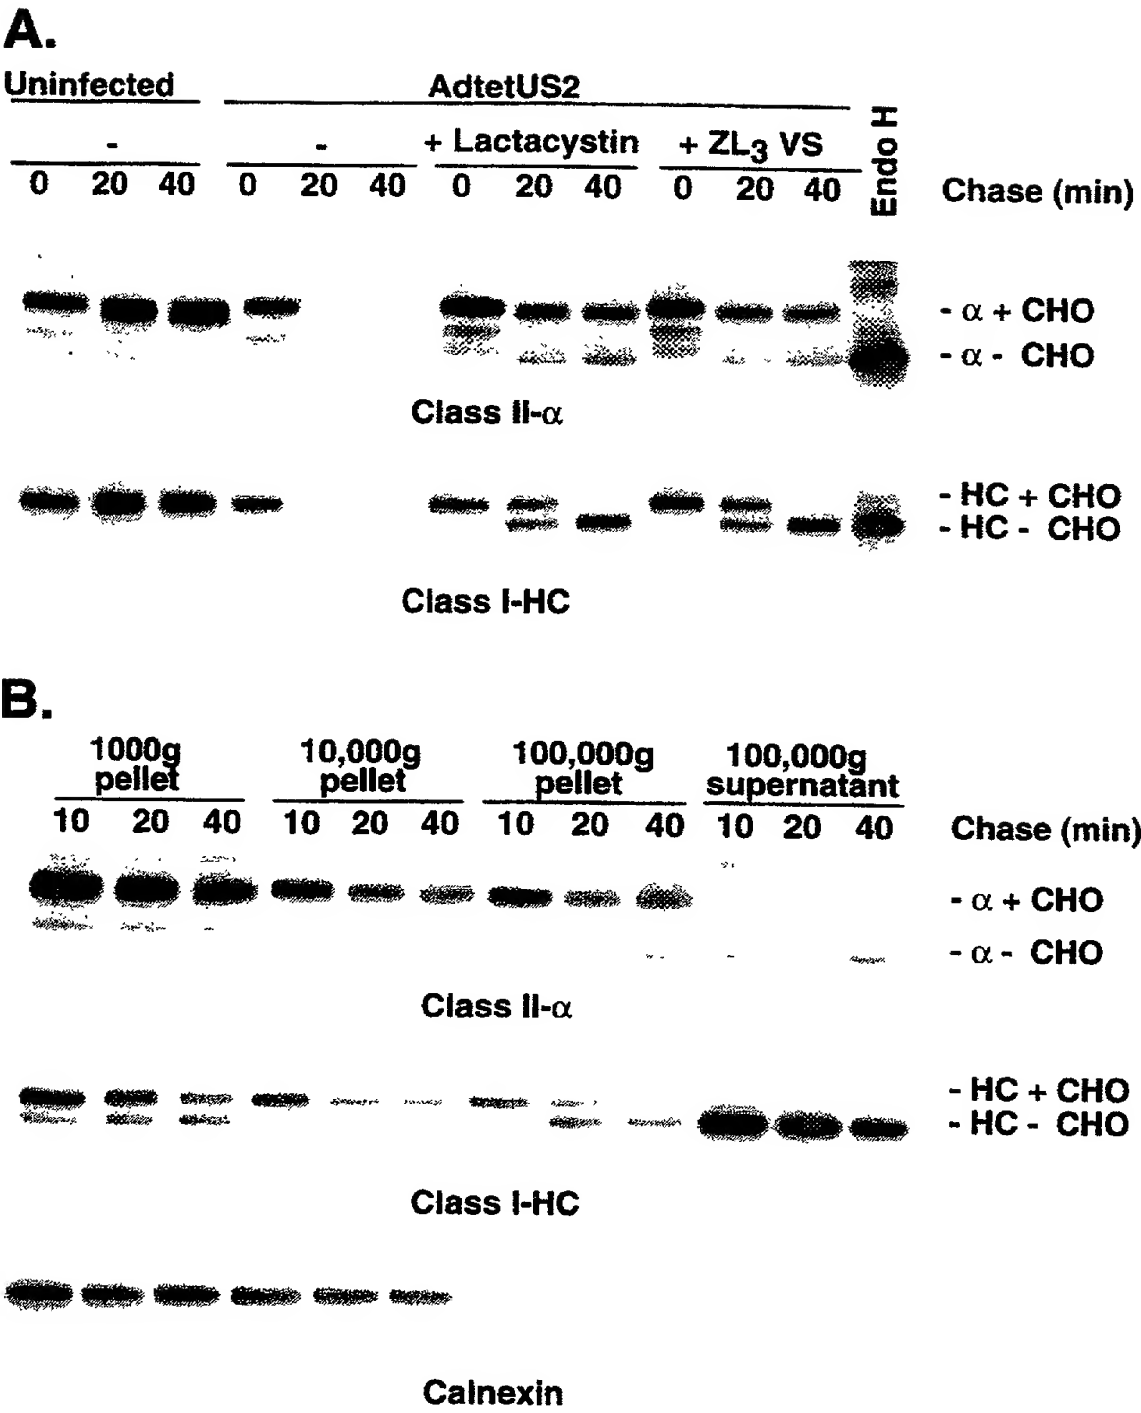 A.
Uninfected AdtetUS2
- - + Lactacystin + ZL3 VS Endo H
0 20 40 0 20 40 0 20 40 0 20 40 Chase (min)
- α + CHO
- α - CHO
Class II-α
- HC + CHO
- HC - CHO
Class I-HC
B.
1000g pellet 10,000g pellet 100,000g pellet 100,000g supernatant
10 20 40 10 20 40 10 20 40 10 20 40 Chase (min)
- α + CHO
- α - CHO
Class II-α
- HC + CHO
- HC - CHO
Class I-HC
Calnexin